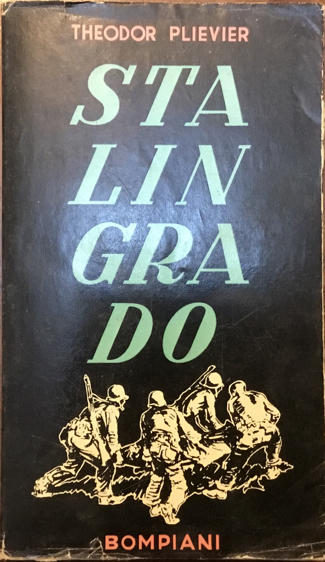 THEODOR PLIEVIER
STA
LIN
GRA
DO
BOMPIANI